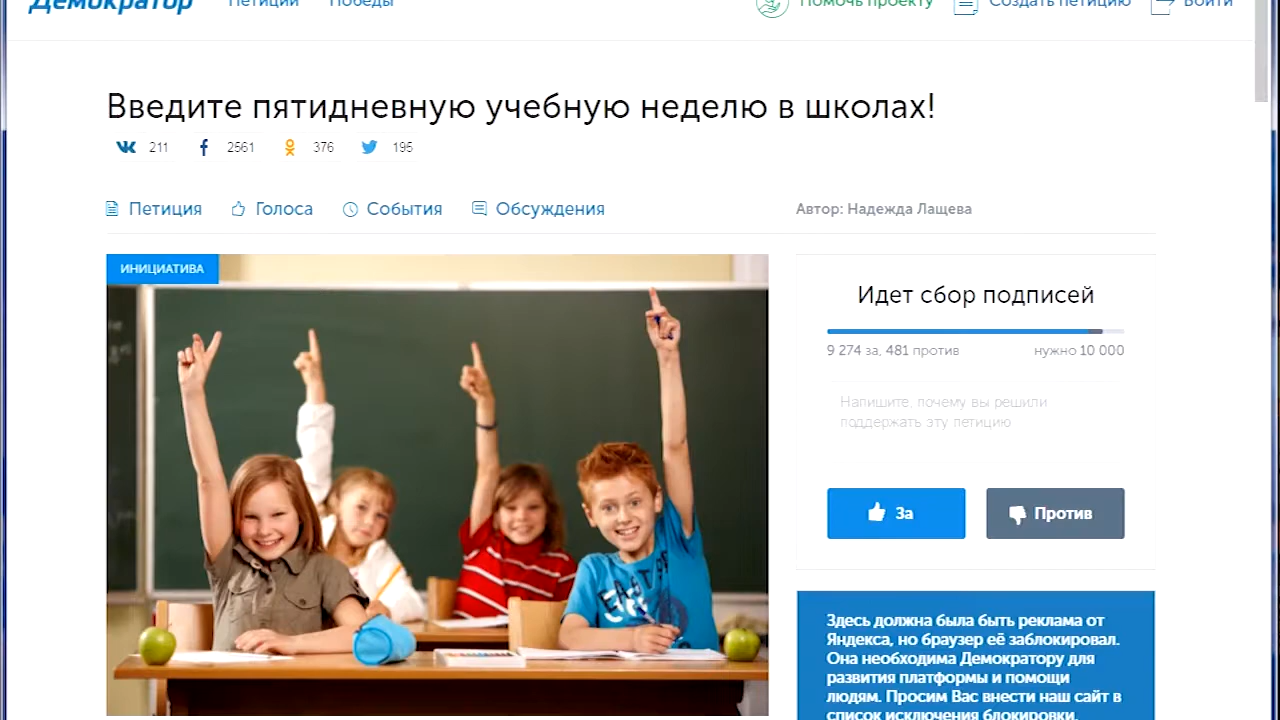 Демократор Петиции Победы Помочь проекту Создать петицию Войти
Введите пятидневную учебную неделю в школах!
211 2561 376 195
Петиция Голоса События Обсуждения Автор: Надежда Лащева
ИНИЦИАТИВА
Идет сбор подписей
9 274 за, 481 против нужно 10 000
Напишите, почему вы решили
поддержать эту петицию
За Против
Здесь должна была быть реклама от
Яндекса, но браузер её заблокировал.
Она необходима Демократору для
развития платформы и помощи
людям. Просим Вас внести наш сайт в
список исключения блокировки.